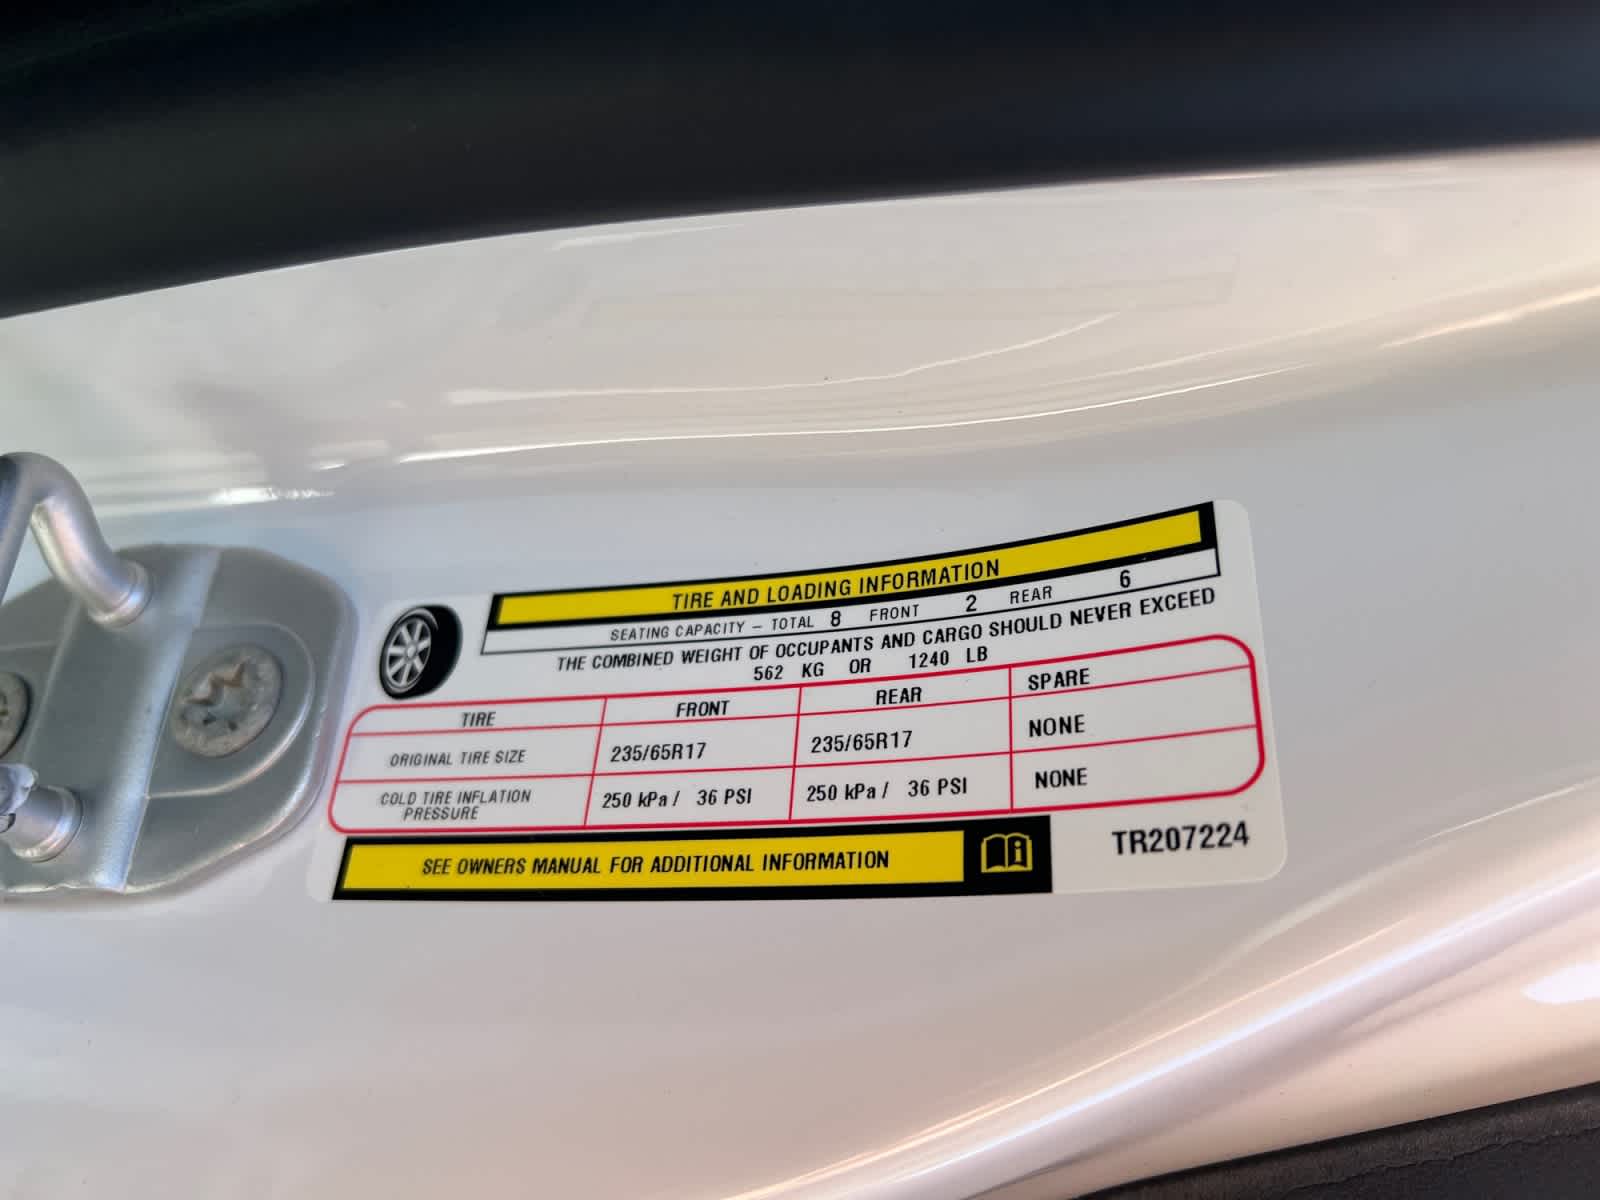 TIRE AND LOADING INFORMATION
SEATING CAPACITY – TOTAL 8 FRONT 2 REAR 6
THE COMBINED WEIGHT OF OCCUPANTS AND CARGO SHOULD NEVER EXCEED
562 KG OR 1240 LB
TIRE FRONT REAR SPARE
ORIGINAL TIRE SIZE 235/65R17 235/65R17 NONE
COLD TIRE INFLATION PRESSURE 250 kPa / 36 PSI 250 kPa / 36 PSI NONE
SEE OWNERS MANUAL FOR ADDITIONAL INFORMATION
TR207224